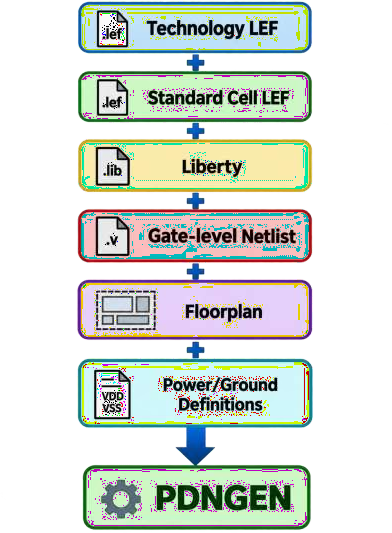 .lef
Technology LEF
.lef
Standard Cell LEF
.lib
Liberty
.v
Gate-level Netlist
Floorplan
VDD
VSS
Power/Ground
Definitions
PDNGEN